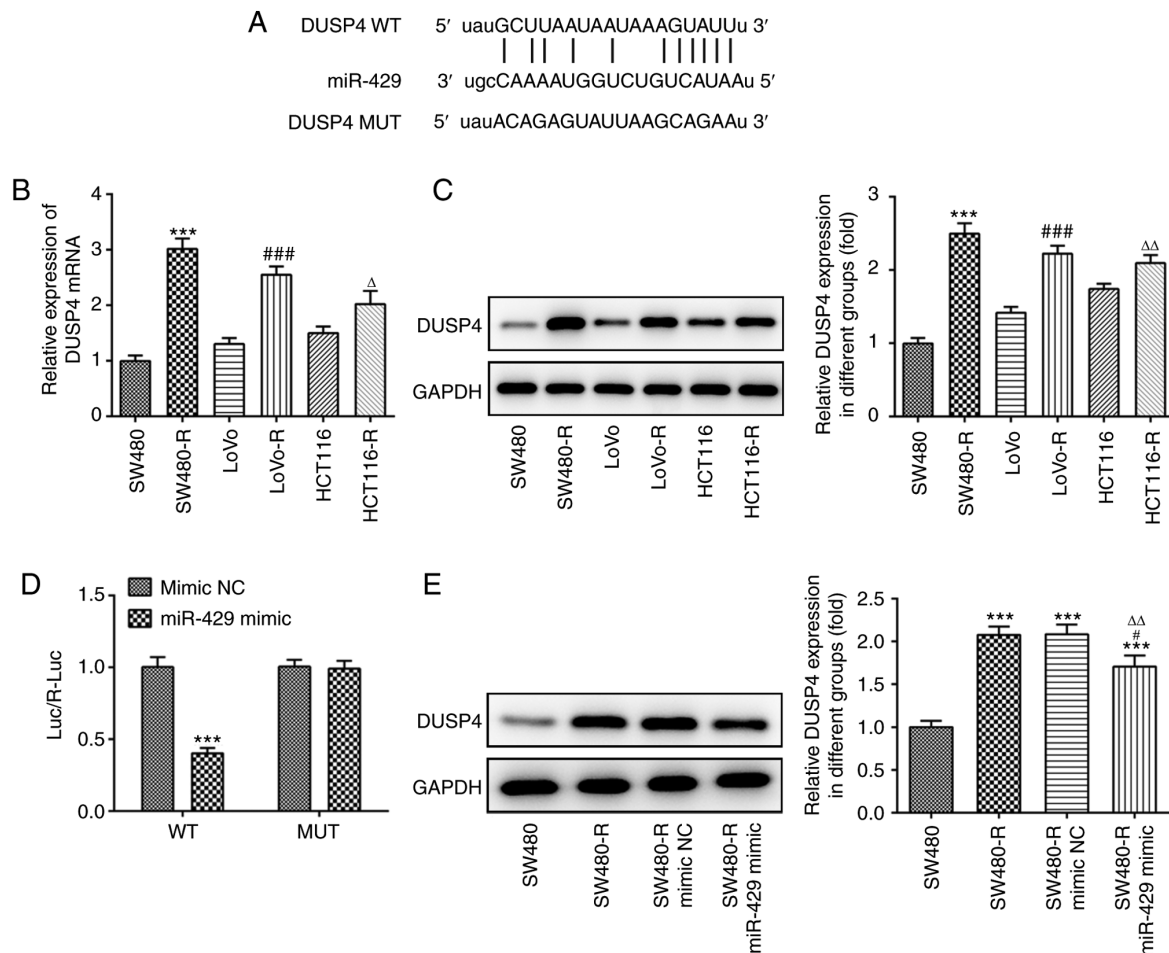 A
DUSP4 WT 5′ uauGCUUAAUAAUAAAGUAUUu 3′
miR-429 3′ ugcCAAAAUGGUCUGUCAUAAu 5′
DUSP4 MUT 5′ uauACAGAGUAUUAAGCAGAAu 3′
B
Relative expression of
DUSP4 mRNA
4
3
2
1
0
***
###
Δ
SW480
SW480-R
LoVo
LoVo-R
HCT116
HCT116-R
C
DUSP4
GAPDH
SW480
SW480-R
LoVo
LoVo-R
HCT116
HCT116-R
Relative DUSP4 expression
in different groups (fold)
3
2
1
0
***
###
ΔΔ
SW480
SW480-R
LoVo
LoVo-R
HCT116
HCT116-R
D
Mimic NC
miR-429 mimic
Luc/R-Luc
1.5
1.0
0.5
0.0
***
WT MUT
E
DUSP4
GAPDH
SW480
SW480-R
SW480-R
mimic NC
SW480-R
miR-429 mimic
Relative DUSP4 expression
in different groups (fold)
2.5
2.0
1.5
1.0
0.5
0.0
***
***
ΔΔ
#
***
SW480
SW480-R
SW480-R
mimic NC
SW480-R
miR-429 mimic